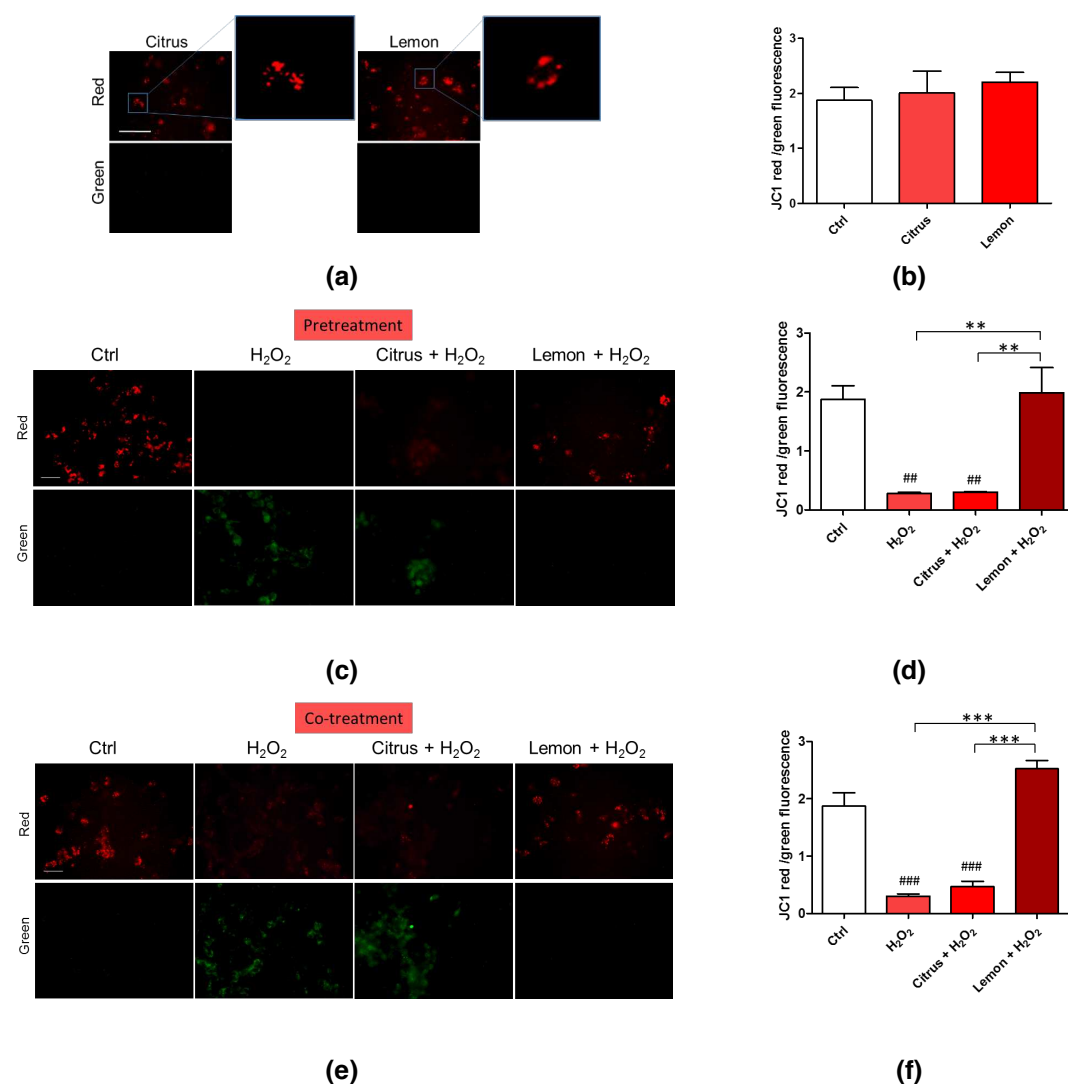 Citrus
Lemon
Red
Green
(a)
JC1 red /green fluorescence
3
2
1
0
Ctrl
Citrus
Lemon
(b)
Pretreatment
Ctrl
H₂O₂
Citrus + H₂O₂
Lemon + H₂O₂
Red
Green
(c)
JC1 red /green fluorescence
3
2
1
0
**
**
##
##
Ctrl
H₂O₂
Citrus + H₂O₂
Lemon + H₂O₂
(d)
Co-treatment
Ctrl
H₂O₂
Citrus + H₂O₂
Lemon + H₂O₂
Red
Green
(e)
JC1 red /green fluorescence
3
2
1
0
***
***
###
###
Ctrl
H₂O₂
Citrus + H₂O₂
Lemon + H₂O₂
(f)